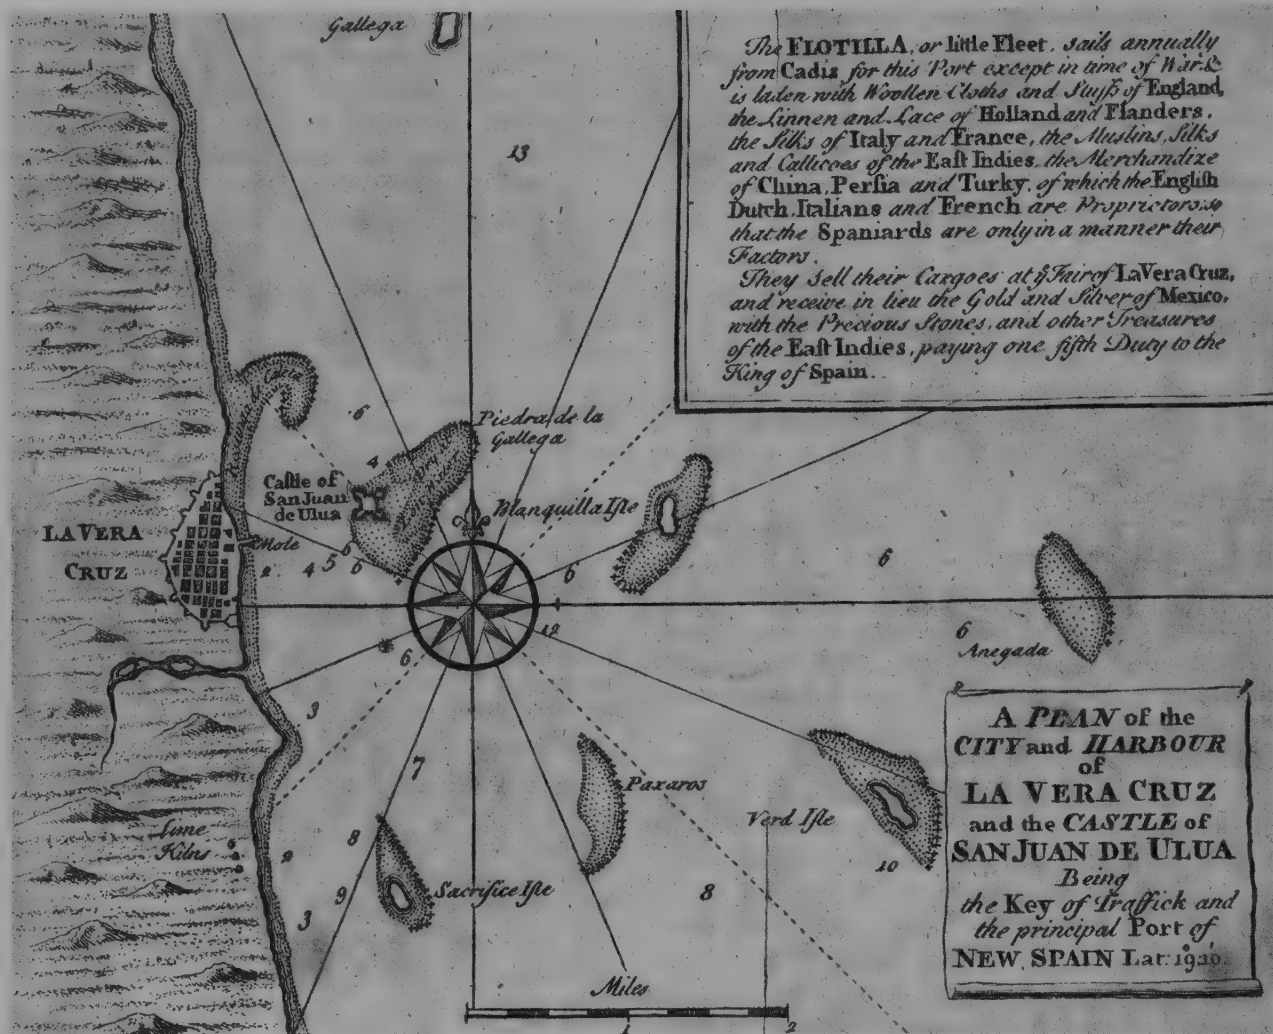 Gallega
The FLOTILLA, or little Fleet, sails annually
from Cadiz for this Port except in time of War. &
is laden with Woollen Cloths and Stuffs of England,
the Linnen and Lace of Holland and Flanders,
the Silks of Italy and France, the Muslins, Silks
and Callicoes of the Eaſt Indies, the Merchandize
of China, Perſia and Turky, of which the Engliſh
Dutch, Italians and French are Proprietors: so
that the Spaniards are only in a manner their
Factors.
They sell their Cargoes at yͤ Fair of La Vera Cruz,
and receive in lieu the Gold and Silver of Mexico,
with the Precious Stones, and other Treasures
of the Eaſt Indies, paying one fifth Duty to the
King of Spain.
13
6
Piedra de la
Gallega
4
Caſtle of
San Juan
de Ulua
Blanquilla Iſle
LA VERA
CRUZ
Mole
2
4
5
6
6
6
6
12
6
6
Anegada
3
7
Paxaros
Verd Iſle
10
Lime
Kilns
2
8
9
3
Sacrifice Iſle
8
A PLAN of the
CITY and HARBOUR
of
LA VERA CRUZ
and the CASTLE of
SAN JUAN DE ULUA
Being
the Key of Traffick and
the principal Port of
NEW SPAIN Lat:
Miles
1
2